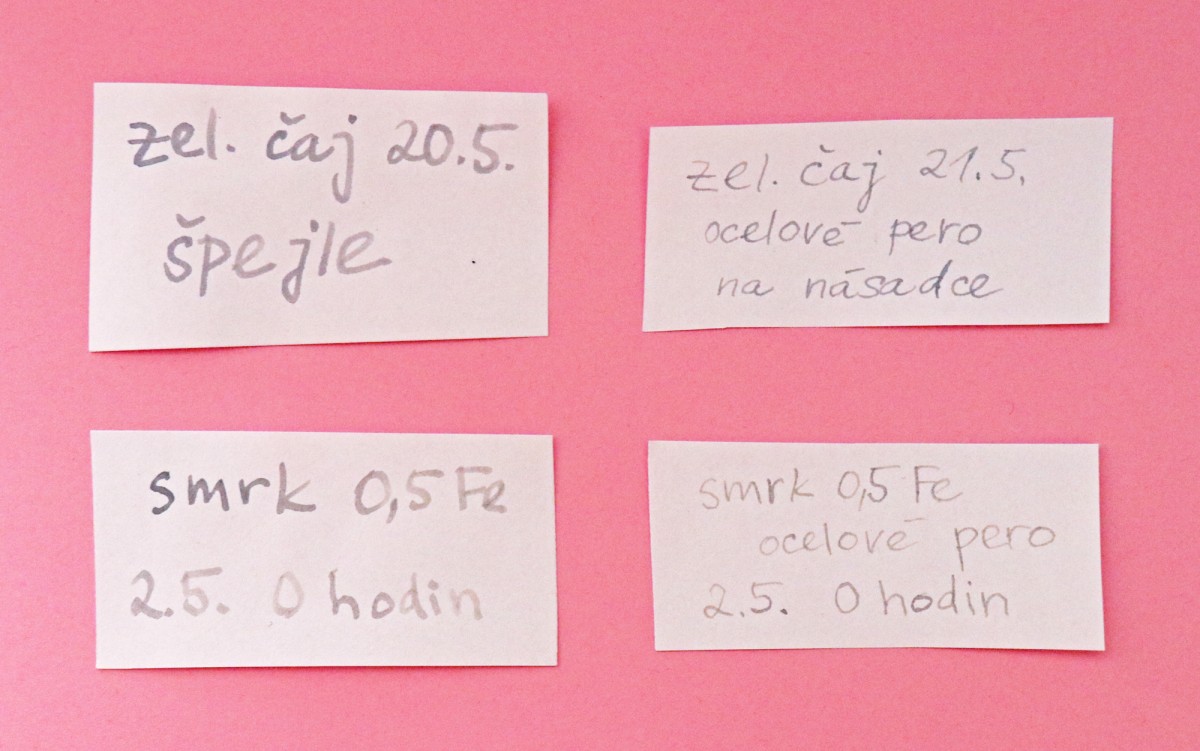 zel. čaj 20.5.
špejle
zel. čaj 21.5.
ocelové pero
na násadce
smrk 0,5 Fe
2.5. 0 hodin
smrk 0,5 Fe
ocelové pero
2.5. 0 hodin